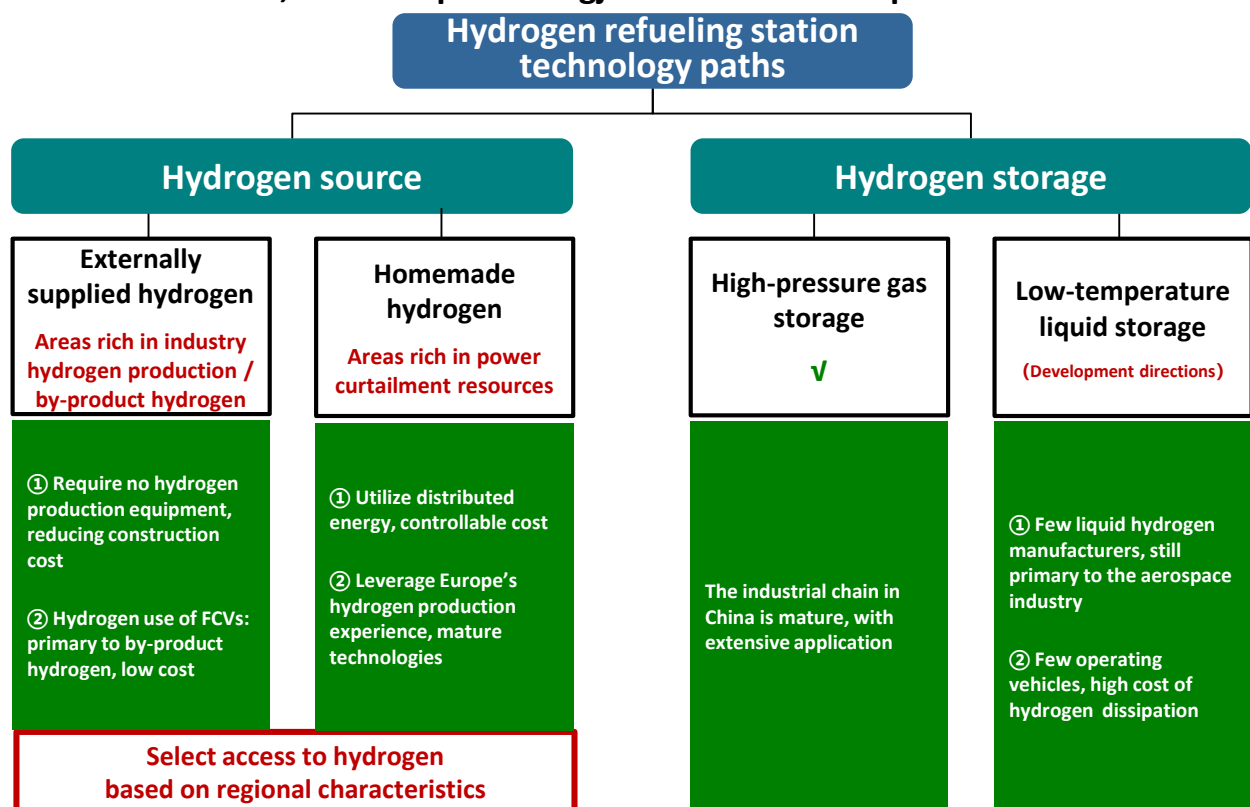 Hydrogen refueling station
technology paths
Hydrogen source
Hydrogen storage
Externally
supplied hydrogen
Areas rich in industry
hydrogen production /
by-product hydrogen
Homemade
hydrogen
Areas rich in power
curtailment resources
High-pressure gas
storage
√
Low-temperature
liquid storage
(Development directions)
① Require no hydrogen
production equipment,
reducing construction
cost
② Hydrogen use of FCVs:
primary to by-product
hydrogen, low cost
① Utilize distributed
energy, controllable cost
② Leverage Europe's
hydrogen production
experience, mature
technologies
The industrial chain in
China is mature, with
extensive application
① Few liquid hydrogen
manufacturers, still
primary to the aerospace
industry
② Few operating
vehicles, high cost of
hydrogen dissipation
Select access to hydrogen
based on regional characteristics